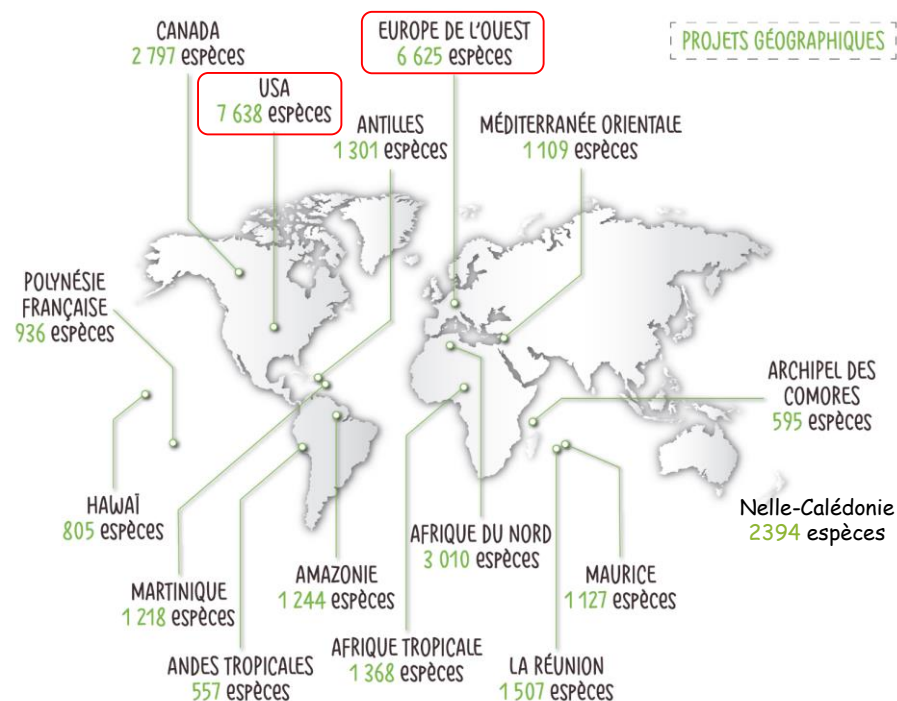 CANADA
2 797 espèces
EUROPE DE L'OUEST
6 625 espèces
PROJETS GÉOGRAPHIQUES
USA
7 638 espèces
ANTILLES
1 301 espèces
MÉDITERRANÉE ORIENTALE
1 109 espèces
POLYNÉSIE
FRANÇAISE
936 espèces
ARCHIPEL DES
COMORES
595 espèces
HAWAÏ
805 espèces
Nelle-Calédonie
2394 espèces
AFRIQUE DU NORD
3 010 espèces
MARTINIQUE
1 218 espèces
AMAZONIE
1 244 espèces
MAURICE
1 127 espèces
ANDES TROPICALES
557 espèces
AFRIQUE TROPICALE
1 368 espèces
LA RÉUNION
1 507 espèces